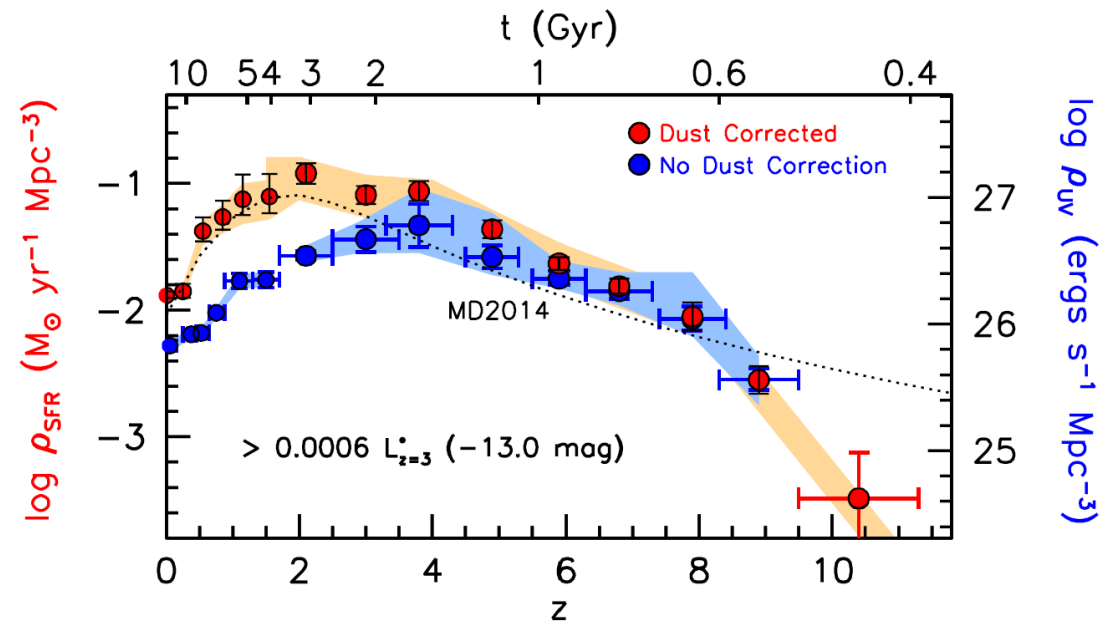 t (Gyr)
10 5 4 3 2 1 0.6 0.4
log ρSFR (M⊙ yr⁻¹ Mpc⁻³)
log ρUV (ergs s⁻¹ Mpc⁻³)
Dust Corrected
No Dust Correction
−1
27
−2
26
MD2014
−3
25
> 0.0006 L*z=3 (−13.0 mag)
0 2 4 6 8 10
z